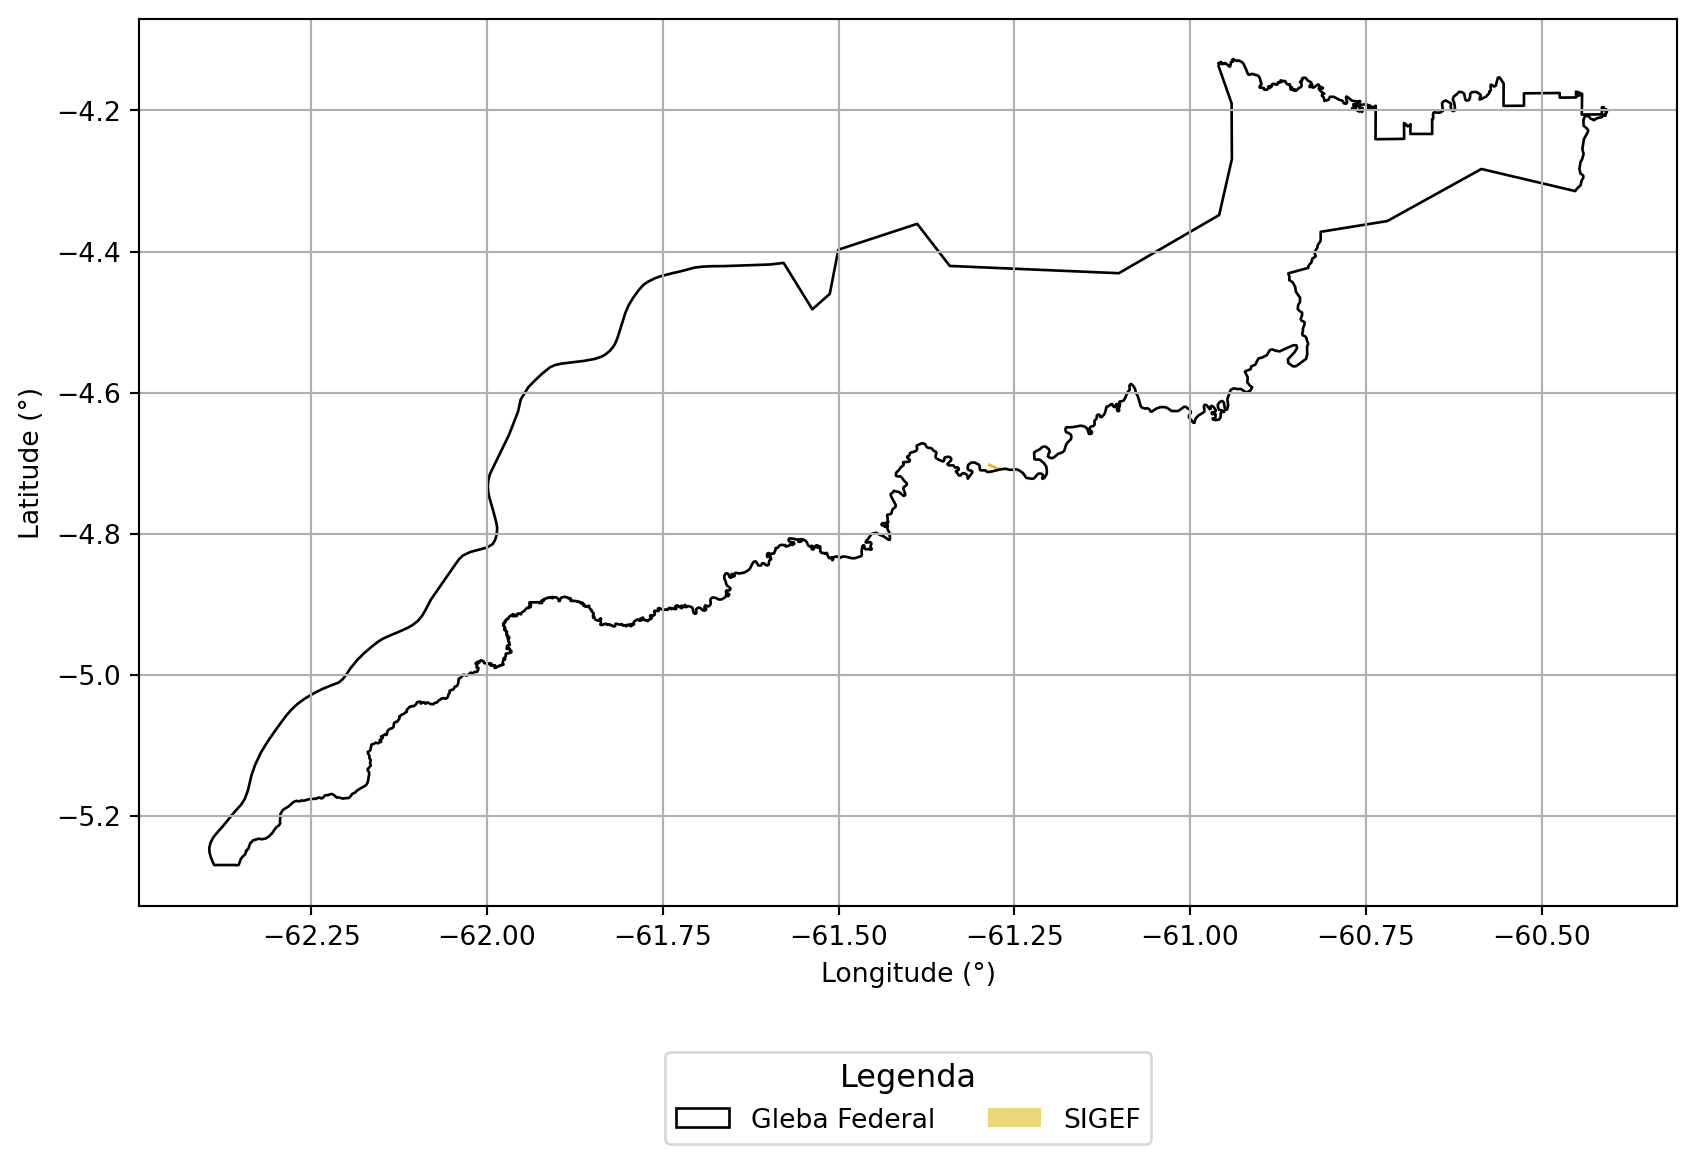 −4.2
−4.4
−4.6
−4.8
−5.0
−5.2
Latitude (°)
−62.25 −62.00 −61.75 −61.50 −61.25 −61.00 −60.75 −60.50
Longitude (°)
Legenda
Gleba Federal SIGEF